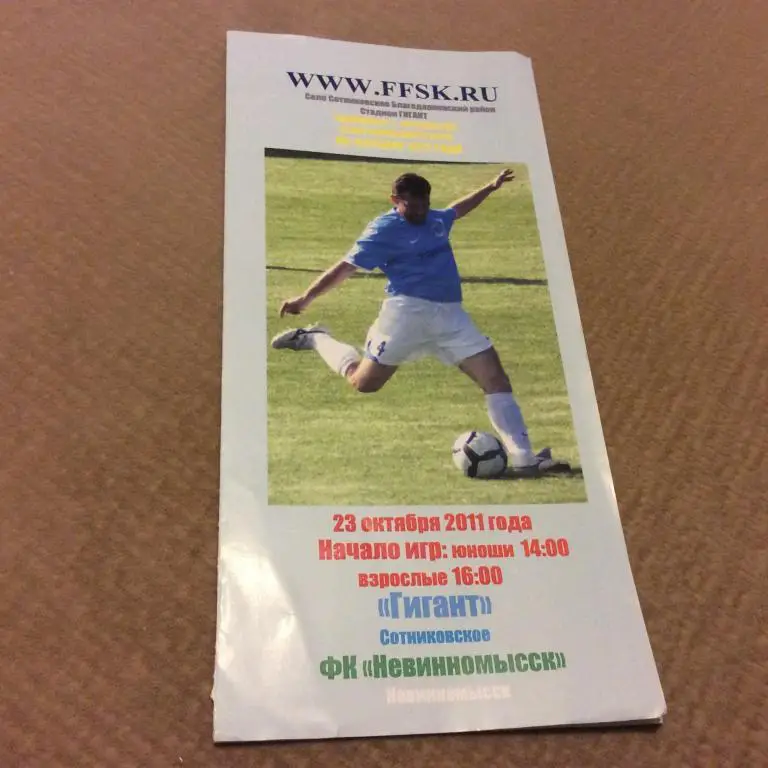 WWW.FFSK.RU
Село Сотниковское Благодарненский район
Стадион ГИГАНТ
23 октября 2011 года
Начало игр: юноши 14:00
взрослые 16:00
«Гигант»
Сотниковское
ФК «Невинномысск»
Невинномысск
4